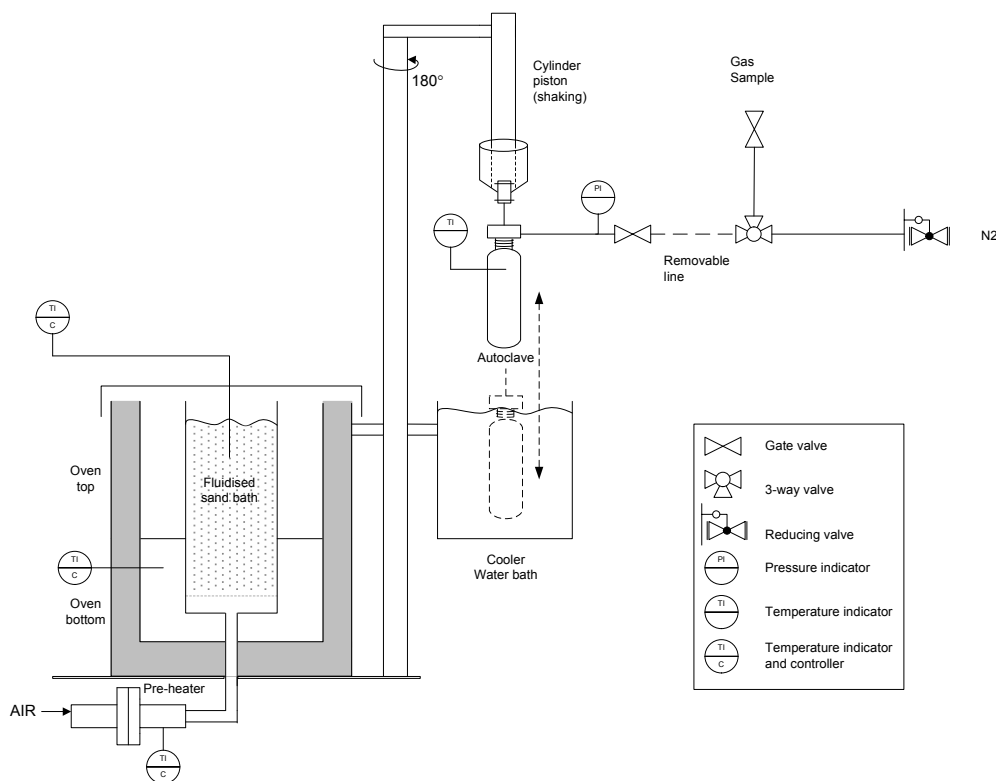 180°
Cylinder
piston
(shaking)
Gas
Sample
PI
TI
N2
Removable
line
TI
C
Autoclave
Oven
top
Fluidised
sand bath
TI
C
Oven
bottom
Cooler
Water bath
Pre-heater
AIR
TI
C
Gate valve
3-way valve
Reducing valve
PI
Pressure indicator
TI
Temperature indicator
TI
C
Temperature indicator
and controller